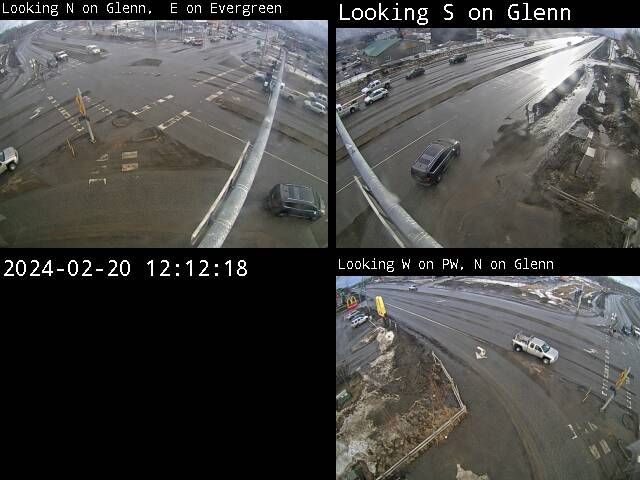 Looking N on Glenn,  E on Evergreen
Looking S on Glenn
2024-02-20 12:12:18
Looking W on PW, N on Glenn